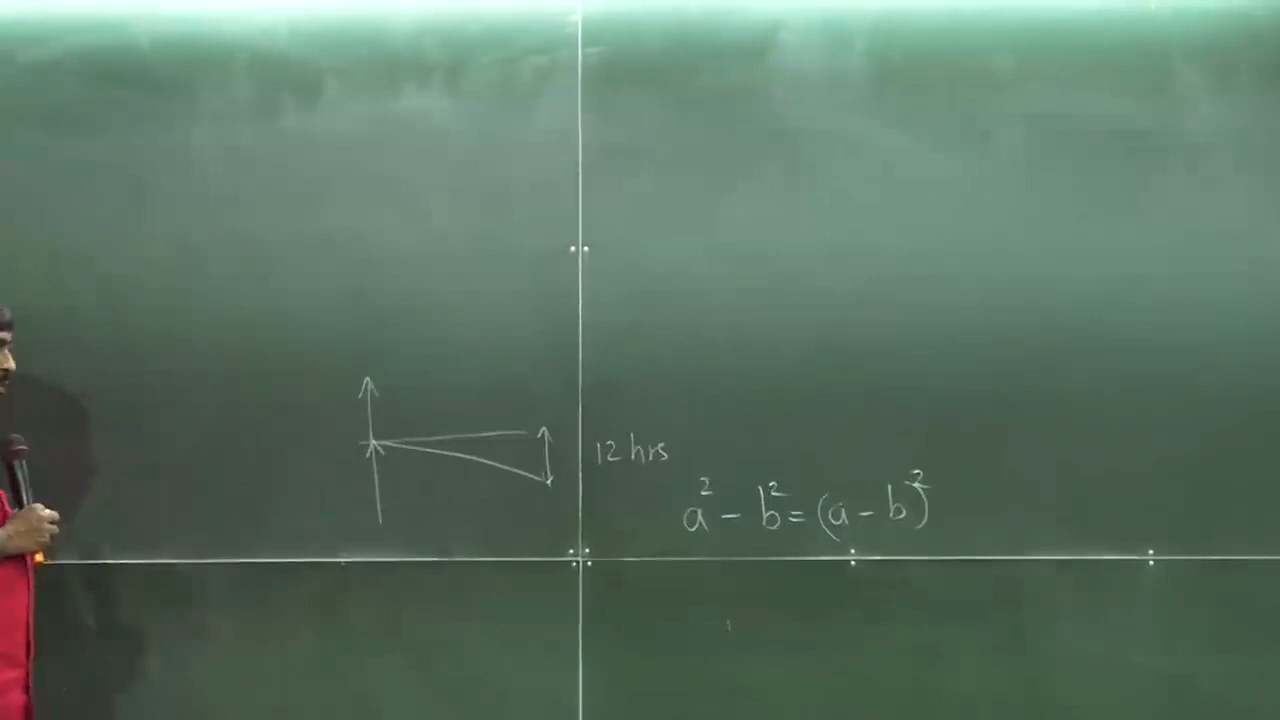 12 hrs
a² - b² = (a - b)²